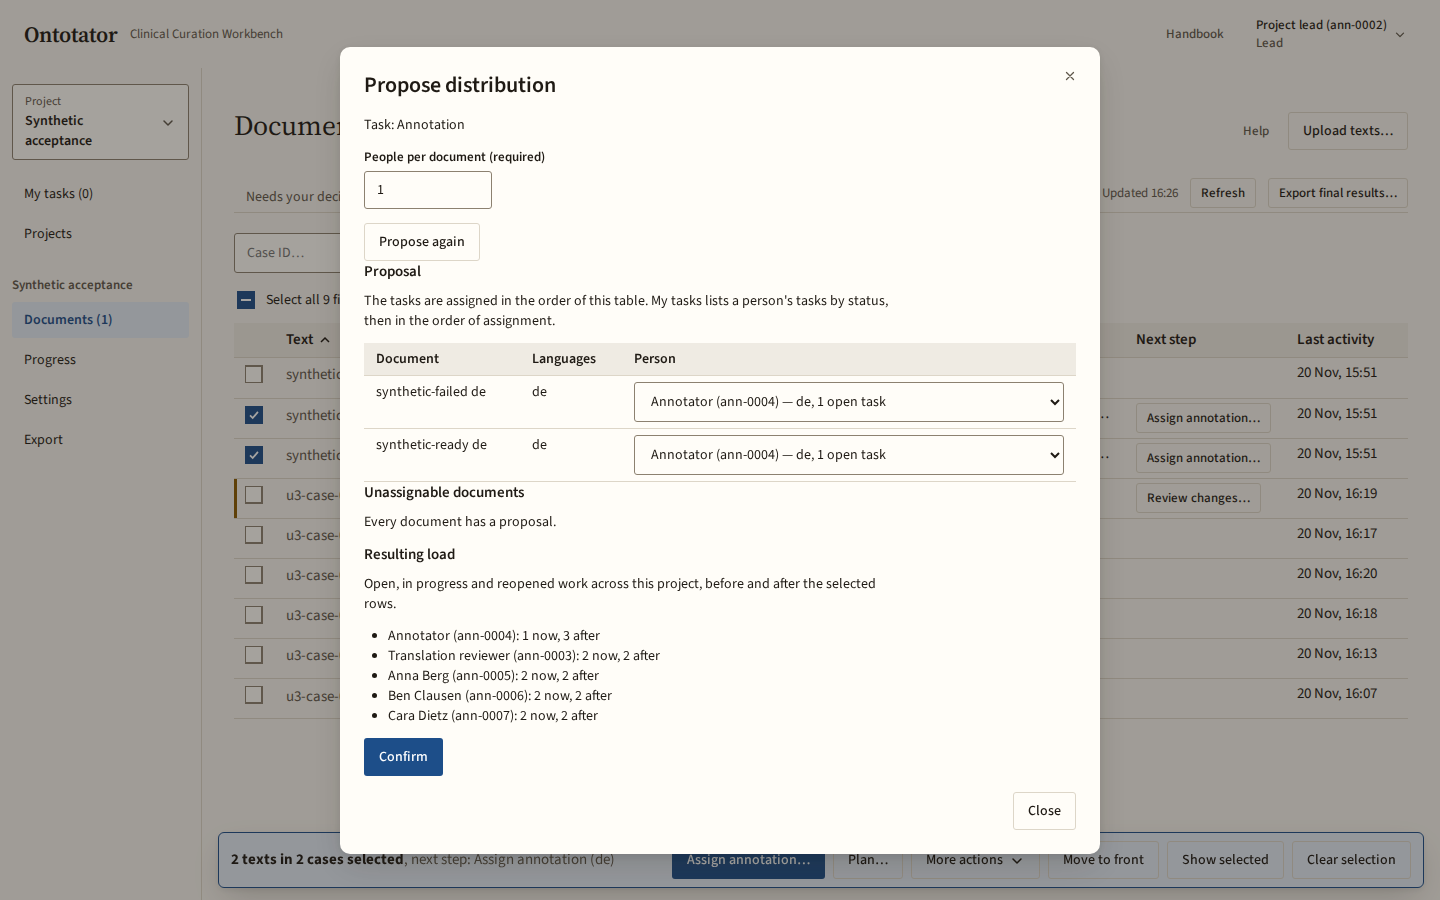 Ontotator
Clinical Curation Workbench
Handbook
Project lead (ann-0002)
Lead
Project
Synthetic
acceptance
My tasks (0)
Projects
Synthetic acceptance
Documents (1)
Progress
Settings
Export
Help
Upload texts…
Needs your
Updated 16:26
Refresh
Export final results…
Case ID…
Select all 9
Text
Next step
Last activity
20 Nov, 15:51
Assign annotation…
20 Nov, 15:51
Assign annotation…
20 Nov, 15:51
Review changes…
20 Nov, 16:19
20 Nov, 16:17
20 Nov, 16:20
20 Nov, 16:18
20 Nov, 16:13
20 Nov, 16:07
Propose distribution
×
Task: Annotation
People per document (required)
1
Propose again
Proposal
The tasks are assigned in the order of this table. My tasks lists a person's tasks by status,
then in the order of assignment.
Document Languages Person
synthetic-failed de de Annotator (ann-0004) — de, 1 open task
synthetic-ready de de Annotator (ann-0004) — de, 1 open task
Unassignable documents
Every document has a proposal.
Resulting load
Open, in progress and reopened work across this project, before and after the selected
rows.
• Annotator (ann-0004): 1 now, 3 after
• Translation reviewer (ann-0003): 2 now, 2 after
• Anna Berg (ann-0005): 2 now, 2 after
• Ben Clausen (ann-0006): 2 now, 2 after
• Cara Dietz (ann-0007): 2 now, 2 after
Confirm
Close
2 texts in 2 cases selected, next step: Assign annotation (de)
Assign annotation…
Plan…
More actions
Move to front
Show selected
Clear selection